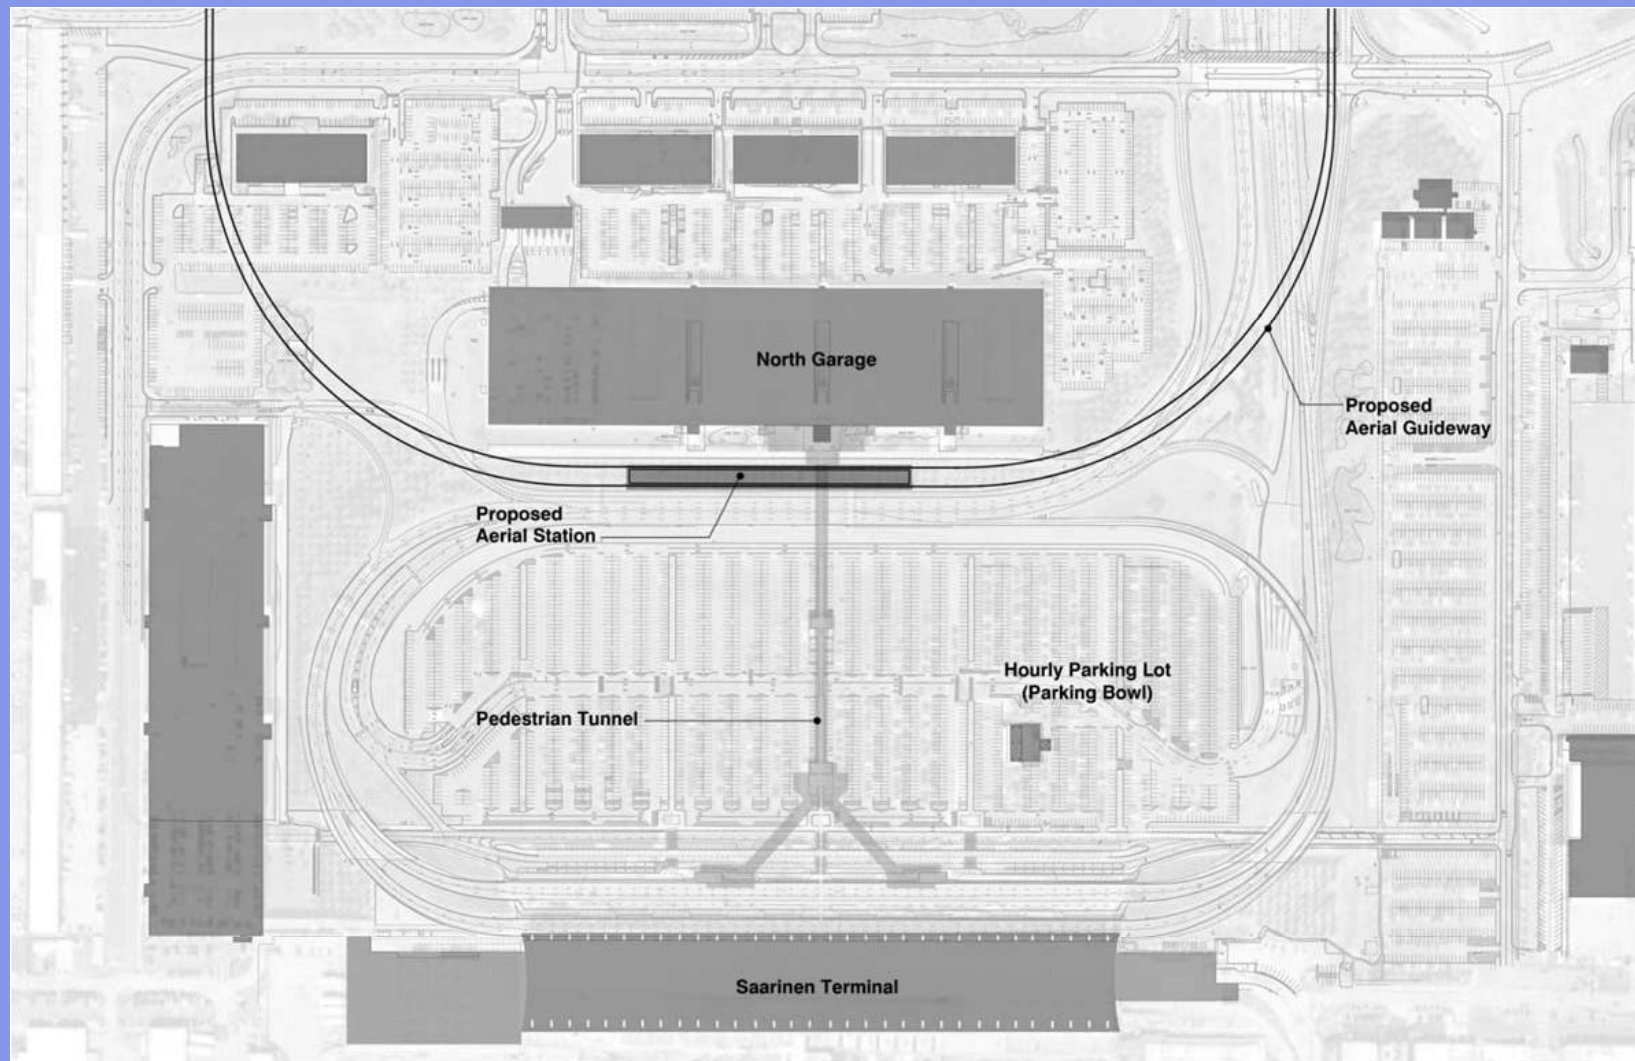 North Garage
Proposed
Aerial Guideway
Proposed
Aerial Station
Hourly Parking Lot
(Parking Bowl)
Pedestrian Tunnel
Saarinen Terminal